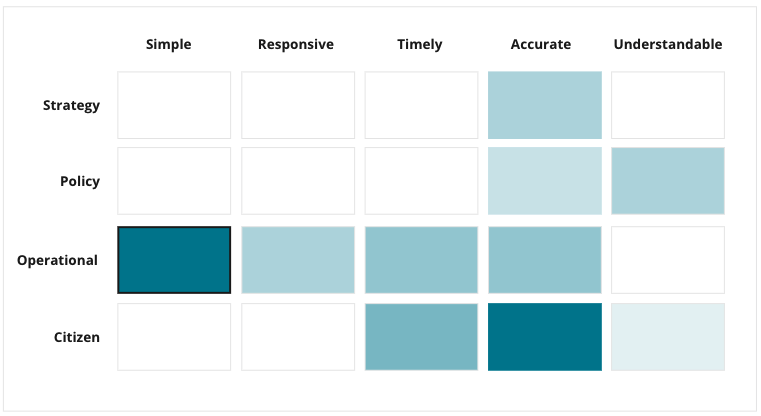 Simple Responsive Timely Accurate Understandable
Strategy
Policy
Operational
Citizen